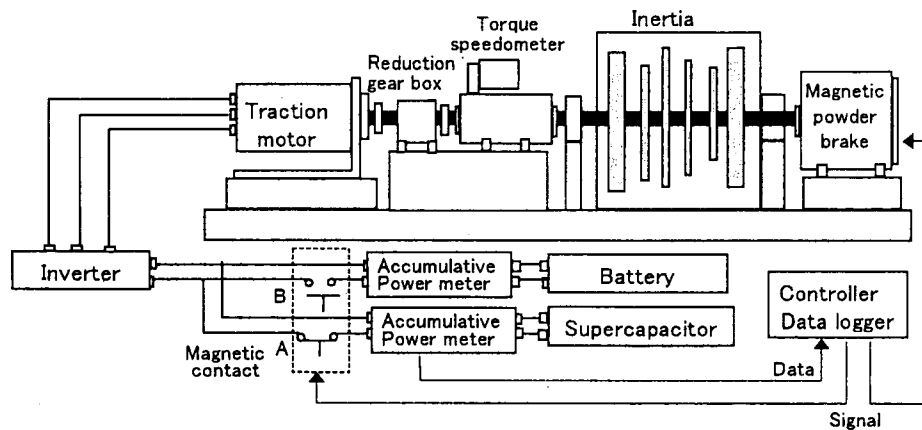 Torque
speedometer
Inertia
Reduction
gear box
Traction
motor
Magnetic
powder
brake
Inverter
Accumulative
Power meter
Battery
B
Accumulative
Power meter
Supercapacitor
Controller
Data logger
A
Magnetic
contact
Data
Signal